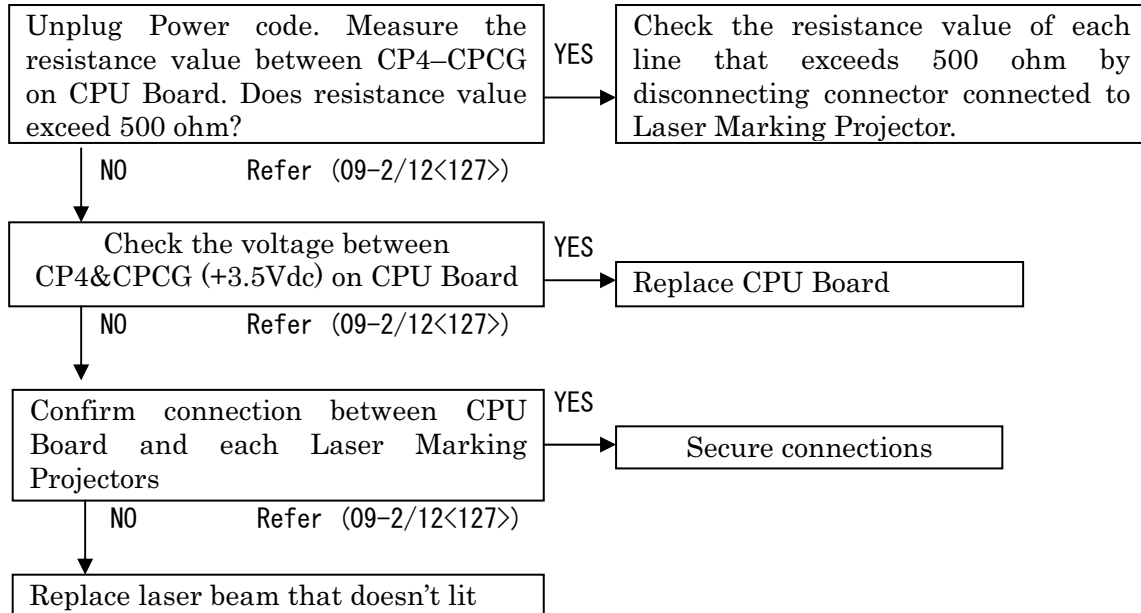 Unplug Power code. Measure the
resistance value between CP4–CPCG
on CPU Board. Does resistance value
exceed 500 ohm?
YES
Check the resistance value of each
line that exceeds 500 ohm by
disconnecting connector connected to
Laser Marking Projector.
NO Refer (09-2/12<127>)
Check the voltage between
CP4&CPCG (+3.5Vdc) on CPU Board
YES
Replace CPU Board
NO Refer (09-2/12<127>)
Confirm connection between CPU
Board and each Laser Marking
Projectors
YES
Secure connections
NO Refer (09-2/12<127>)
Replace laser beam that doesn't lit